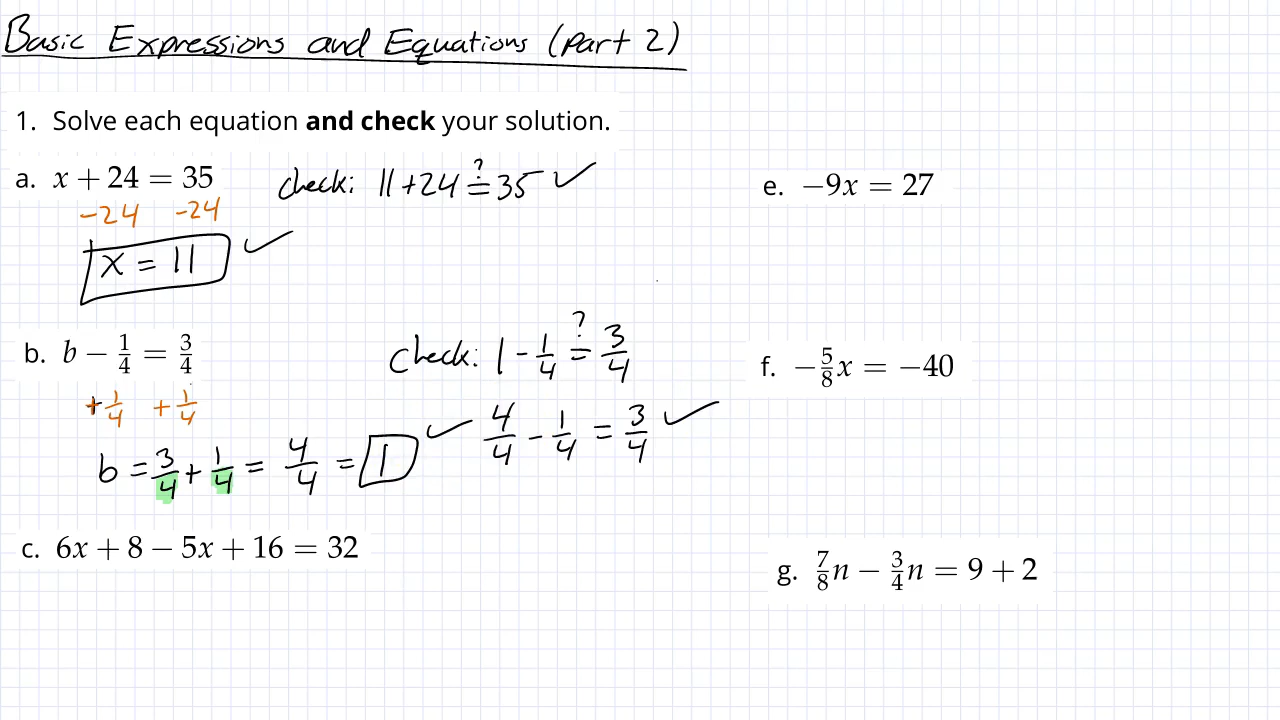 Basic Expressions and Equations (part 2)
1. Solve each equation and check your solution.
a. x + 24 = 35
-24 -24
x = 11 ✓
check: 11 + 24 ≟ 35 ✓
b. b − 1/4 = 3/4
+1/4 +1/4
b = 3/4 + 1/4 = 4/4 = 1 ✓
Check: 1 - 1/4 ≟ 3/4
4/4 - 1/4 = 3/4 ✓
c. 6x + 8 − 5x + 16 = 32
e. −9x = 27
f. −5/8x = −40
g. 7/8n − 3/4n = 9 + 2